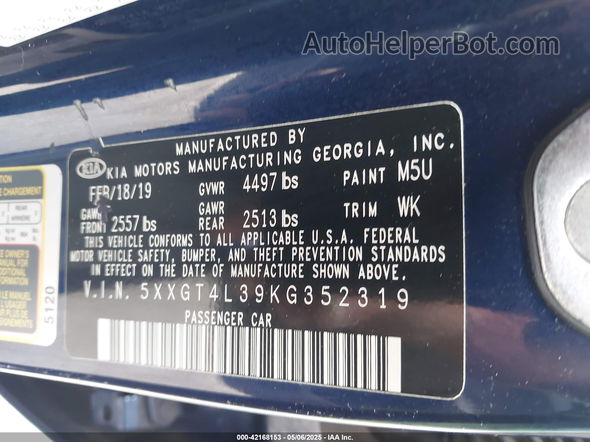 AutoHelperBot.com
MANUFACTURED BY
KIA KIA MOTORS MANUFACTURING GEORGIA, INC.
FEB/18/19 GVWR 4497 lbs PAINT M5U
GAWR FRONT 2557 lbs GAWR REAR 2513 lbs TRIM WK
THIS VEHICLE CONFORMS TO ALL APPLICABLE U.S.A. FEDERAL
MOTOR VEHICLE SAFETY, BUMPER, AND THEFT PREVENTION STANDARDS
IN EFFECT ON THE DATE OF MANUFACTURE SHOWN ABOVE.
V.I.N. 5XXGT4L39KG352319
PASSENGER CAR
5120
000-42168153 — 05/06/2025 — IAA Inc.